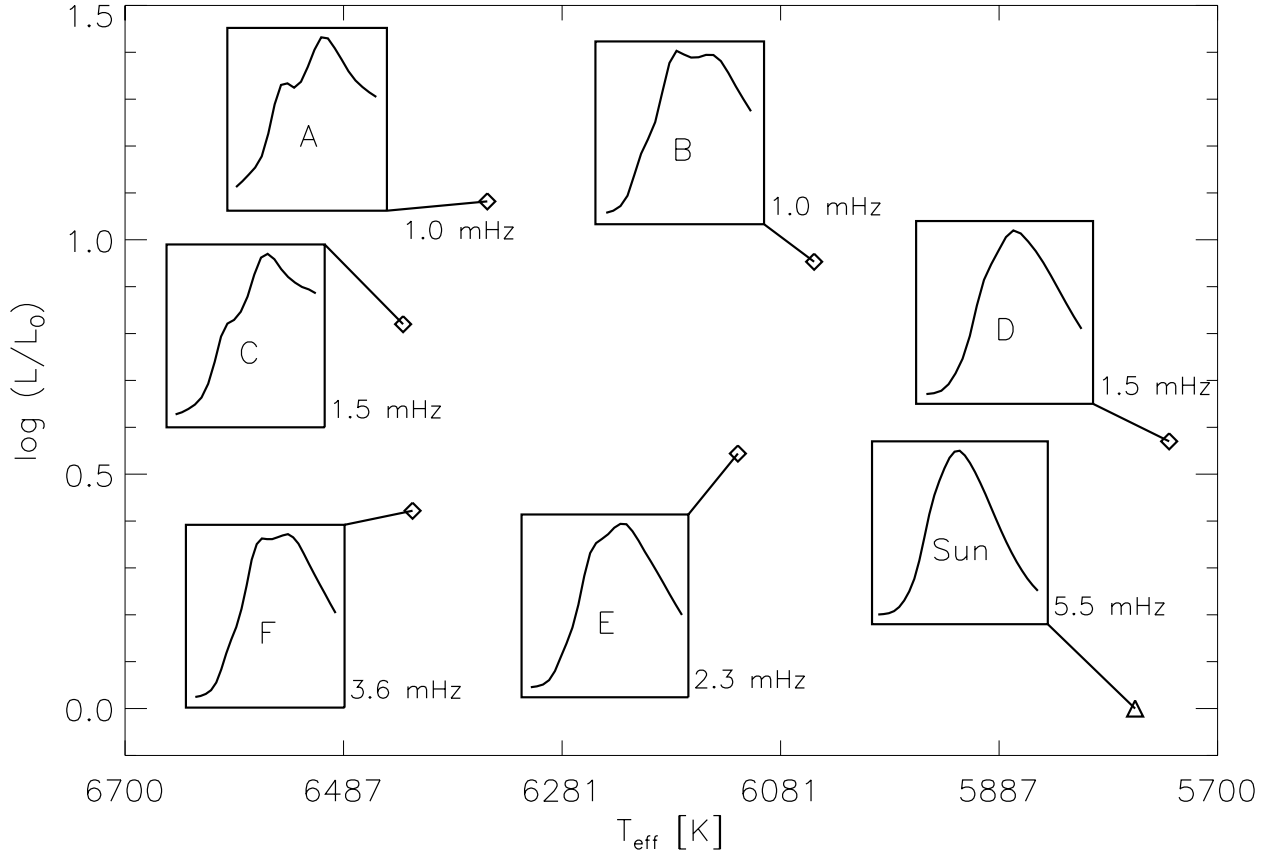 1.5
A
B
1.0 mHz
1.0 mHz
1.0
C
D
1.5 mHz
1.5 mHz
log (L/L₀)
0.5
Sun
F
E
5.5 mHz
3.6 mHz
2.3 mHz
0.0
6700
6487
6281
6081
5887
5700
Teff [K]